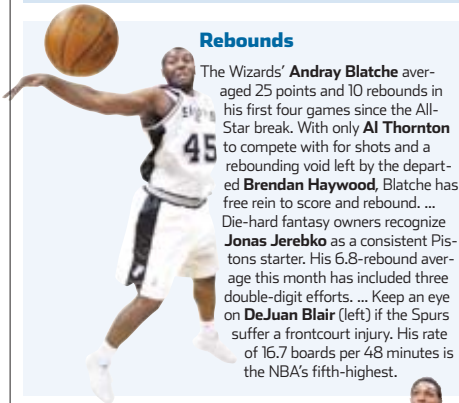 Rebounds
The Wizards’ Andray Blatche aver-
aged 25 points and 10 rebounds in
his first four games since the All-
Star break. With only Al Thornton
to compete with for shots and a
rebounding void left by the depart-
ed Brendan Haywood, Blatche has
free rein to score and rebound. ...
Die-hard fantasy owners recognize
Jonas Jerebko as a consistent Pis-
tons starter. His 6.8-rebound aver-
age this month has included three
double-digit efforts. ... Keep an eye
on DeJuan Blair (left) if the Spurs
suffer a frontcourt injury. His rate
of 16.7 boards per 48 minutes is
the NBA’s fifth-highest.
45